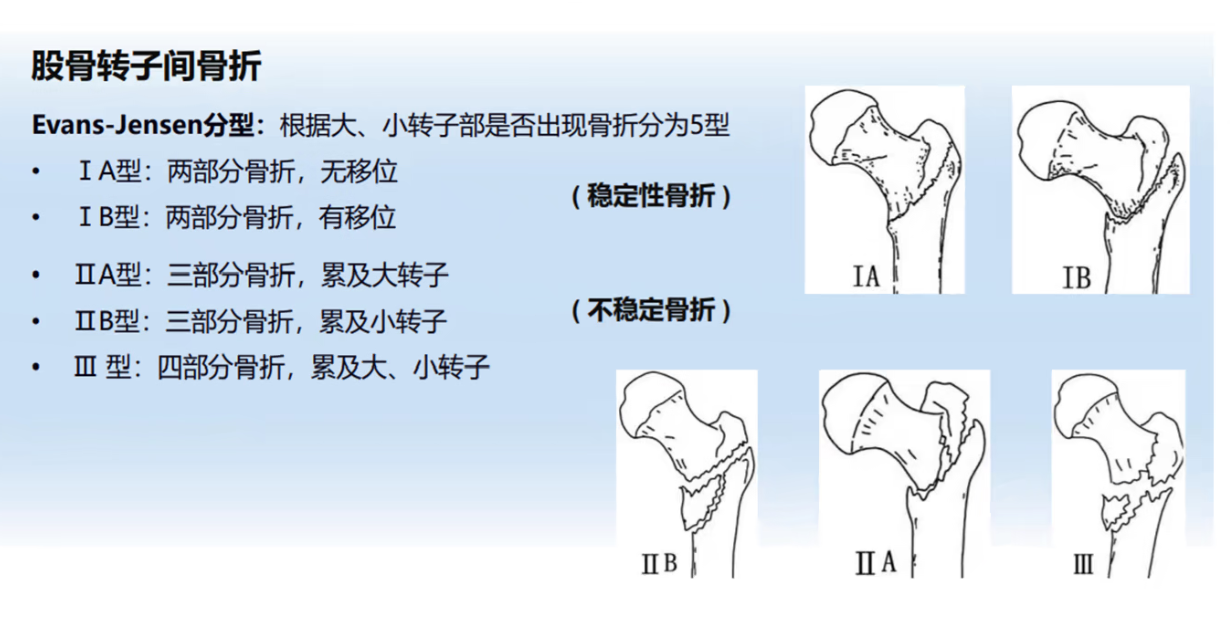 股骨转子间骨折
Evans-Jensen分型：根据大、小转子部是否出现骨折分为5型
• ⅠA型：两部分骨折，无移位
• ⅠB型：两部分骨折，有移位
（稳定性骨折）
• ⅡA型：三部分骨折，累及大转子
• ⅡB型：三部分骨折，累及小转子
• Ⅲ 型：四部分骨折，累及大、小转子
（不稳定骨折）
ⅠA
ⅠB
ⅡB
ⅡA
Ⅲ